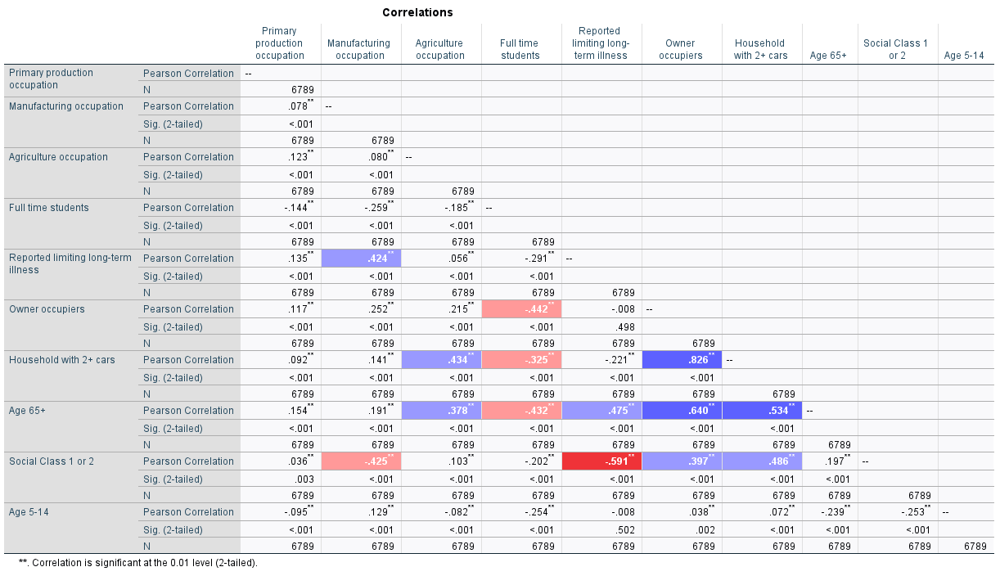 Correlations
Primary production occupation Manufacturing occupation Agriculture occupation Full time students Reported limiting long-term illness Owner occupiers Household with 2+ cars Age 65+ Social Class 1 or 2 Age 5-14
Primary production occupation Pearson Correlation --
N 6789
Manufacturing occupation Pearson Correlation .078** --
Sig. (2-tailed) <.001
N 6789 6789
Agriculture occupation Pearson Correlation .123** .080** --
Sig. (2-tailed) <.001 <.001
N 6789 6789 6789
Full time students Pearson Correlation -.144** -.259** -.185** --
Sig. (2-tailed) <.001 <.001 <.001
N 6789 6789 6789 6789
Reported limiting long-term illness Pearson Correlation .135** .424** .056** -.291** --
Sig. (2-tailed) <.001 <.001 <.001 <.001
N 6789 6789 6789 6789 6789
Owner occupiers Pearson Correlation .117** .252** .215** -.442** -.008 --
Sig. (2-tailed) <.001 <.001 <.001 <.001 .498
N 6789 6789 6789 6789 6789 6789
Household with 2+ cars Pearson Correlation .092** .141** .434** -.325** -.221** .826** --
Sig. (2-tailed) <.001 <.001 <.001 <.001 <.001 <.001
N 6789 6789 6789 6789 6789 6789 6789
Age 65+ Pearson Correlation .154** .191** .378** -.432** .475** .640** .534** --
Sig. (2-tailed) <.001 <.001 <.001 <.001 <.001 <.001 <.001
N 6789 6789 6789 6789 6789 6789 6789 6789
Social Class 1 or 2 Pearson Correlation .036** -.425** .103** -.202** -.591** .397** .486** .197** --
Sig. (2-tailed) .003 <.001 <.001 <.001 <.001 <.001 <.001 <.001
N 6789 6789 6789 6789 6789 6789 6789 6789 6789
Age 5-14 Pearson Correlation -.095** .129** -.082** -.254** -.008 .038** .072** -.239** -.253** --
Sig. (2-tailed) <.001 <.001 <.001 <.001 .502 .002 <.001 <.001 <.001
N 6789 6789 6789 6789 6789 6789 6789 6789 6789 6789
**. Correlation is significant at the 0.01 level (2-tailed).